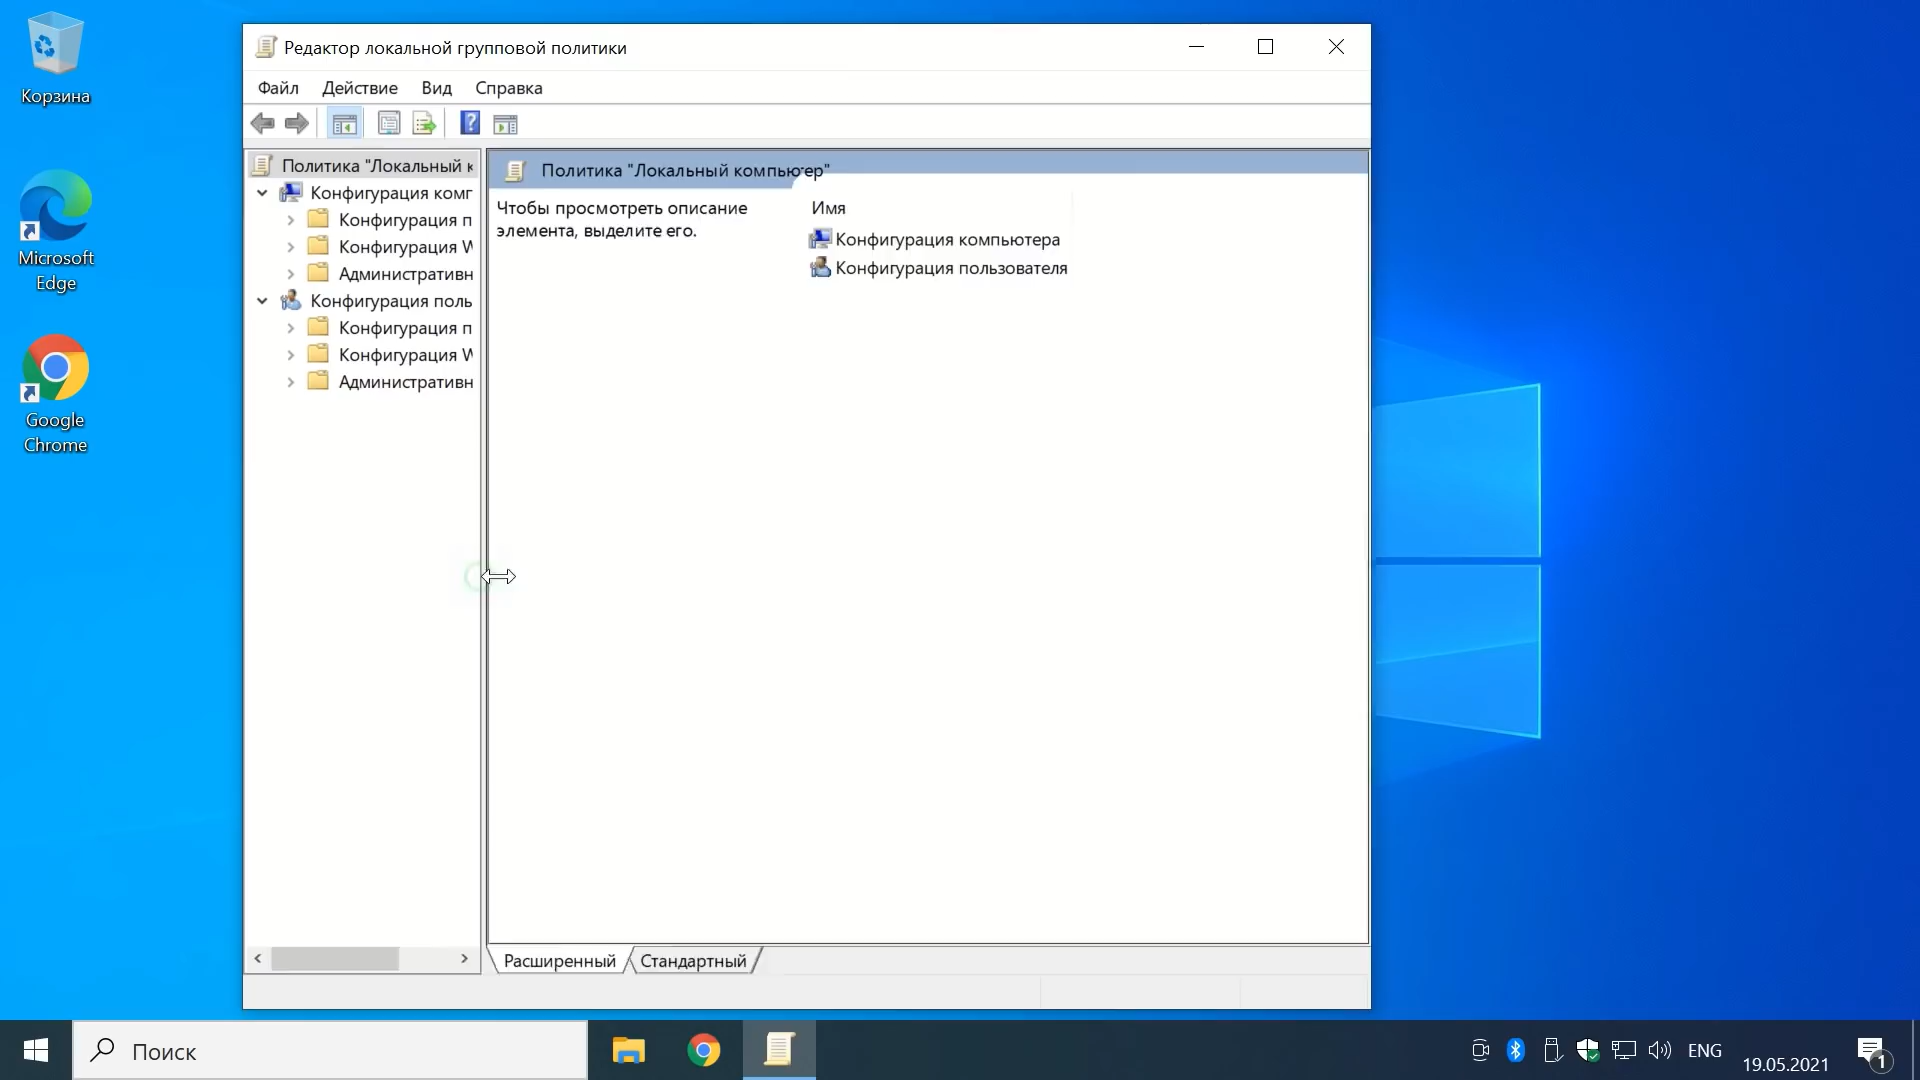 Корзина
Microsoft
Edge
Google
Chrome
Редактор локальной групповой политики
Файл Действие Вид Справка
Политика "Локальный к
Конфигурация комп
Конфигурация п
Конфигурация W
Административн
Конфигурация поль
Конфигурация п
Конфигурация W
Административн
Политика "Локальный компьютер"
Чтобы просмотреть описание
элемента, выделите его.
Имя
Конфигурация компьютера
Конфигурация пользователя
Расширенный Стандартный
Поиск
ENG
19.05.2021
1